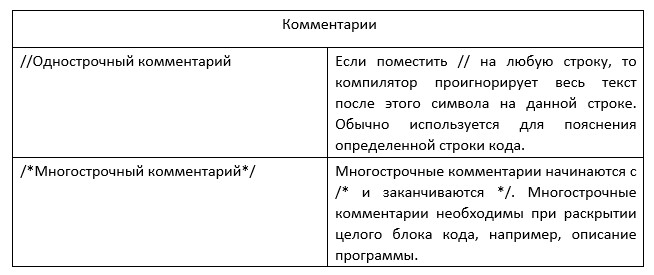 Комментарии
//Однострочный комментарий
Если поместить // на любую строку, то
компилятор проигнорирует весь текст
после этого символа на данной строке.
Обычно используется для пояснения
определенной строки кода.
/*Многострочный комментарий*/
Многострочные комментарии начинаются с
/* и заканчиваются */. Многострочные
комментарии необходимы при раскрытии
целого блока кода, например, описание
программы.